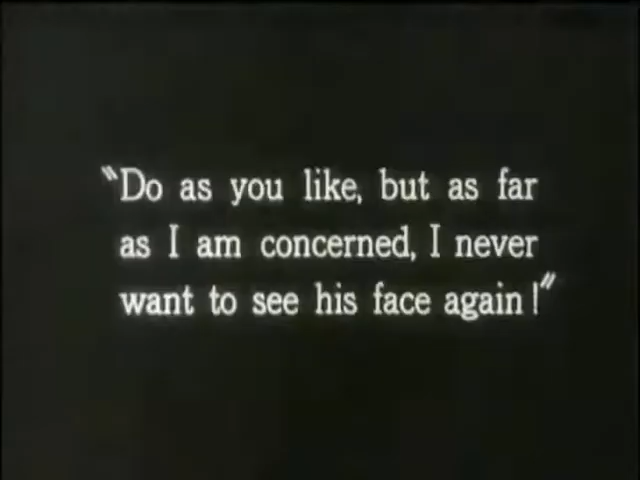 "Do as you like, but as far
as I am concerned, I never
want to see his face again!"